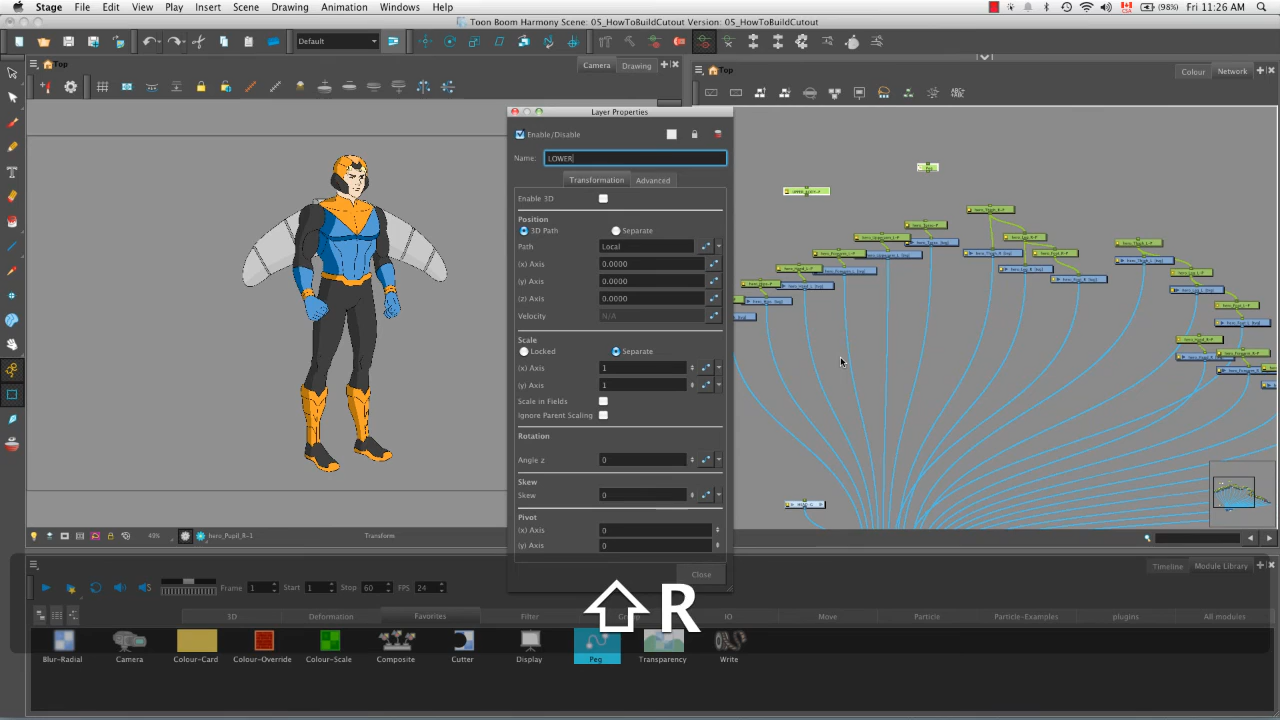 Stage File Edit View Play Insert Scene Drawing Animation Windows Help
(98%) Fri 11:26 AM
Toon Boom Harmony Scene: 05_HowToBuildCutout Version: 05_HowToBuildCutout
Default
Top
Camera Drawing
Top
Colour Network
Layer Properties
Enable/Disable
Name: LOWER
Transformation Advanced
Enable 3D
Position
3D Path Separate
Path Local
(x) Axis 0.0000
(y) Axis 0.0000
(z) Axis 0.0000
Velocity N/A
Scale
Locked Separate
(x) Axis 1
(y) Axis 1
Scale in Fields
Ignore Parent Scaling
Rotation
Angle z 0
Skew
Skew 0
Pivot
(x) Axis 0
(y) Axis 0
Close
49% hero_Pupil_R-1 Transform
Timeline Module Library
Frame 1 Start 1 Stop 60 FPS 24
R
3D Deformation Favorites Filter IO Move Particle Particle-Examples plugins All modules
Blur-Radial Camera Colour-Card Colour-Override Colour-Scale Composite Cutter Display Peg Transparency Write